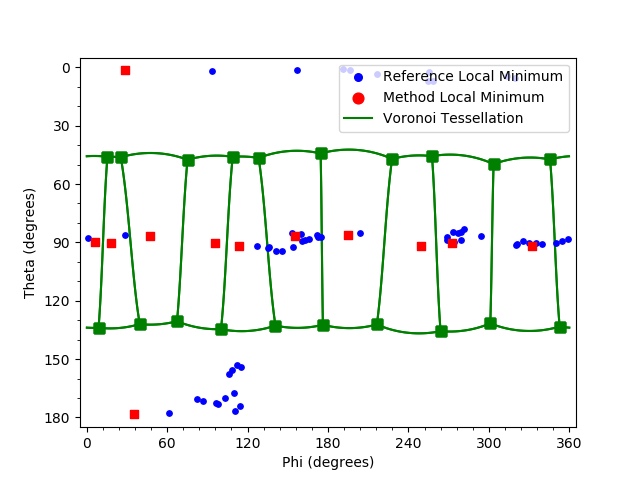 0
30
60
90
120
150
180
Theta (degrees)
Reference Local Minimum
Method Local Minimum
Voronoi Tessellation
0 60 120 180 240 300 360
Phi (degrees)